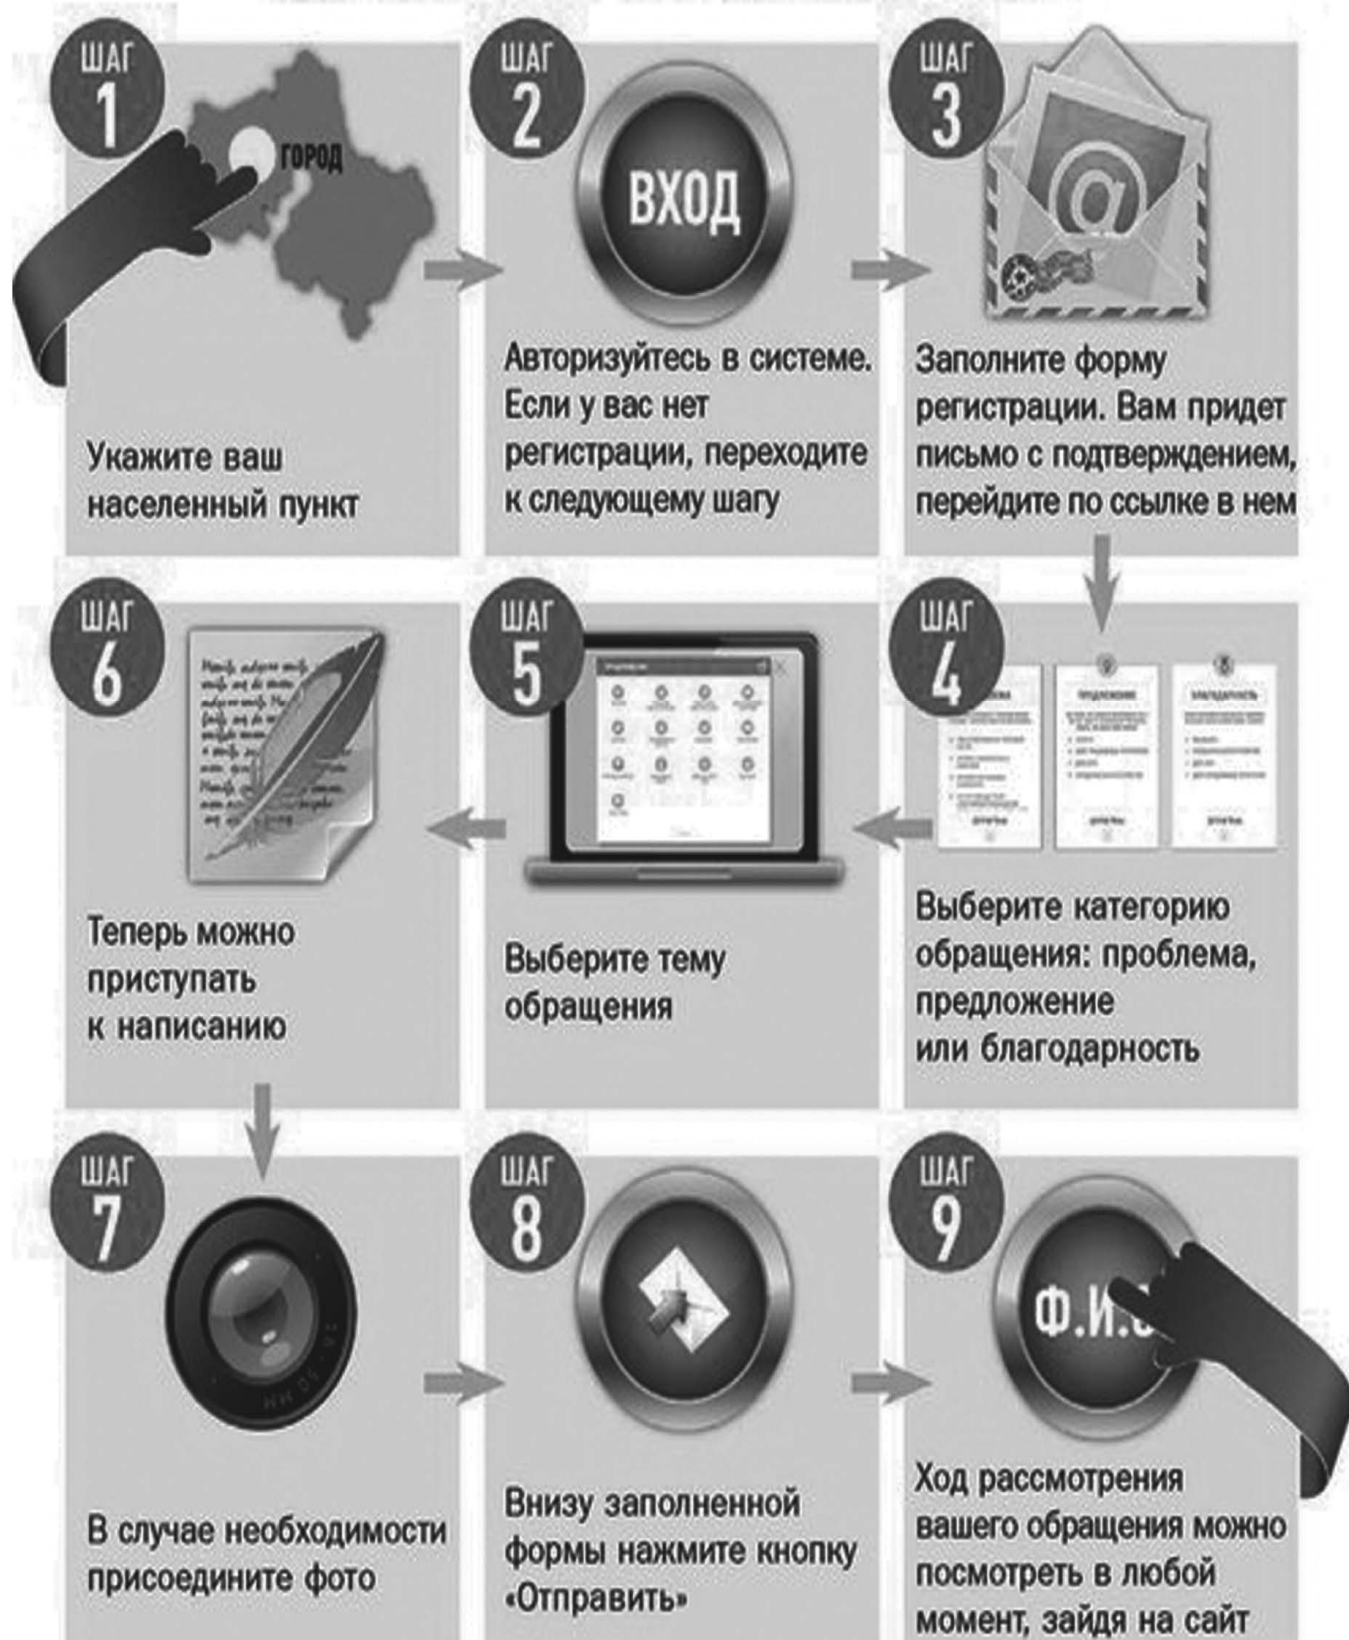 ШАГ
1
ГОРОД
Укажите ваш
населенный пункт
ШАГ
2
ВХОД
Авторизуйтесь в системе.
Если у вас нет
регистрации, переходите
к следующему шагу
ШАГ
3
@
Заполните форму
регистрации. Вам придет
письмо с подтверждением,
перейдите по ссылке в нем
ШАГ
4
ПРЕДЛОЖЕНИЕ
БЛАГОДАРНОСТЬ
Выберите категорию
обращения: проблема,
предложение
или благодарность
ШАГ
5
Выберите тему
обращения
ШАГ
6
Теперь можно
приступать
к написанию
ШАГ
7
50 MM
В случае необходимости
присоедините фото
ШАГ
8
Внизу заполненной
формы нажмите кнопку
«Отправить»
ШАГ
9
Ф.И.О
Ход рассмотрения
вашего обращения можно
посмотреть в любой
момент, зайдя на сайт